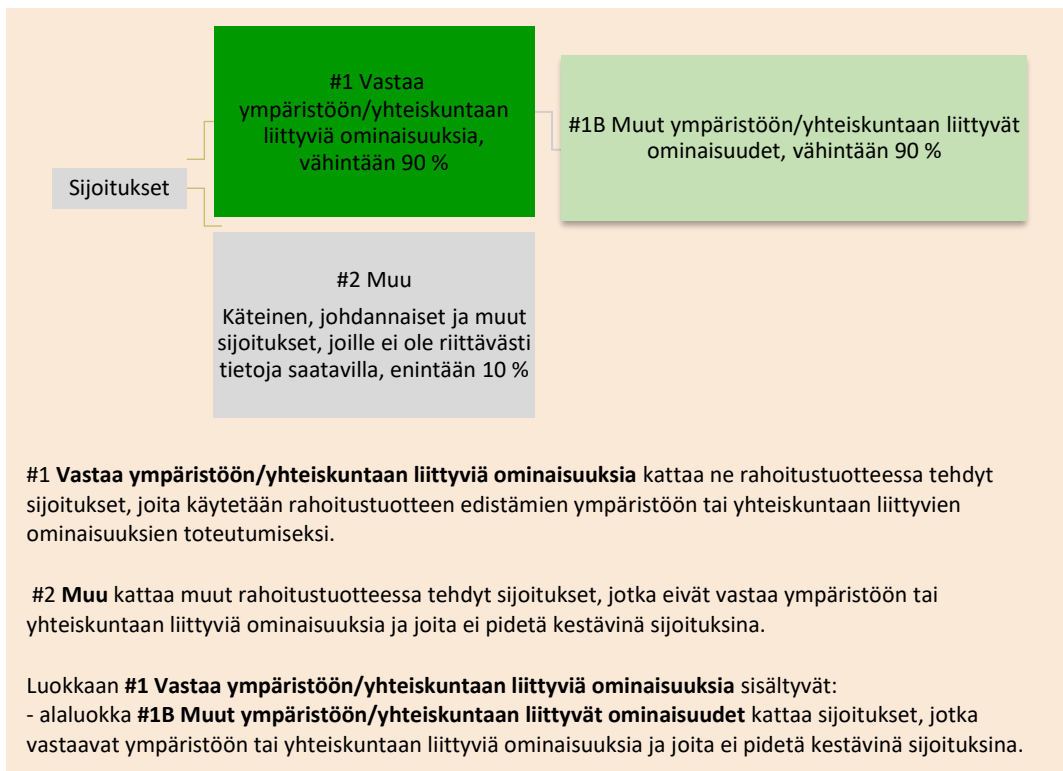 #1 Vastaa
ympäristöön/yhteiskuntaan
liittyviä ominaisuuksia,
vähintään 90 %
#1B Muut ympäristöön/yhteiskuntaan liittyvät
ominaisuudet, vähintään 90 %
Sijoitukset
#2 Muu
Käteinen, johdannaiset ja muut
sijoitukset, joille ei ole riittävästi
tietoja saatavilla, enintään 10 %
#1 Vastaa ympäristöön/yhteiskuntaan liittyviä ominaisuuksia kattaa ne rahoitustuotteessa tehdyt
sijoitukset, joita käytetään rahoitustuotteen edistämien ympäristöön tai yhteiskuntaan liittyvien
ominaisuuksien toteutumiseksi.
#2 Muu kattaa muut rahoitustuotteessa tehdyt sijoitukset, jotka eivät vastaa ympäristöön tai
yhteiskuntaan liittyviä ominaisuuksia ja joita ei pidetä kestävinä sijoituksina.
Luokkaan #1 Vastaa ympäristöön/yhteiskuntaan liittyviä ominaisuuksia sisältyvät:
- alaluokka #1B Muut ympäristöön/yhteiskuntaan liittyvät ominaisuudet kattaa sijoitukset, jotka
vastaavat ympäristöön tai yhteiskuntaan liittyviä ominaisuuksia ja joita ei pidetä kestävinä sijoituksina.